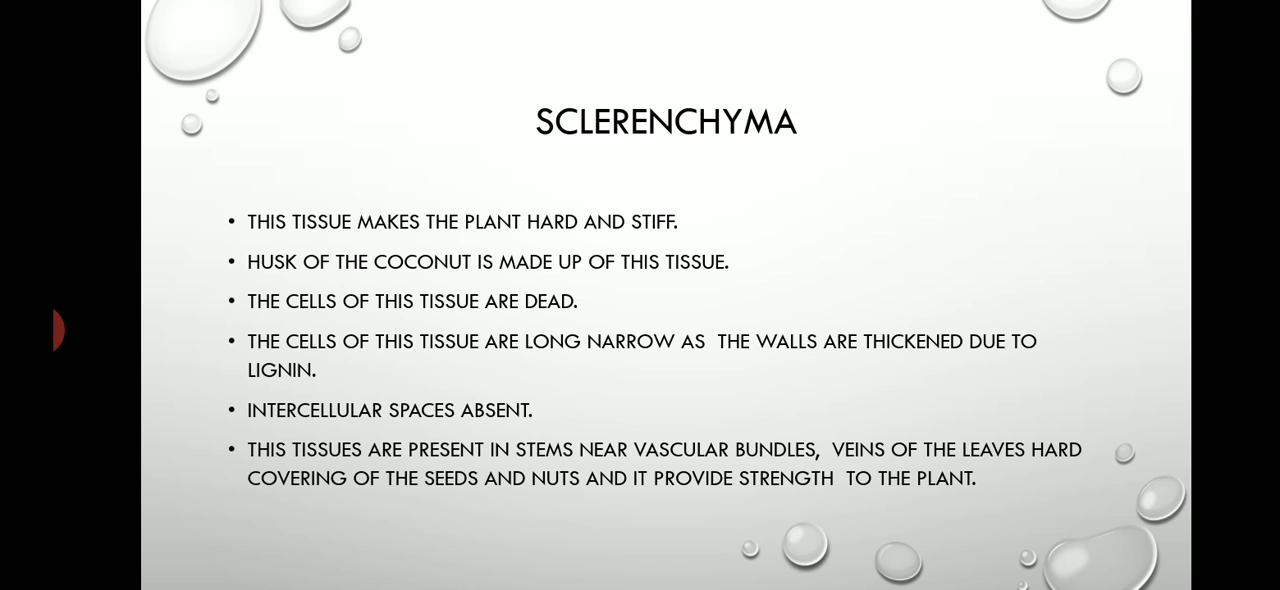 SCLERENCHYMA
• THIS TISSUE MAKES THE PLANT HARD AND STIFF.
• HUSK OF THE COCONUT IS MADE UP OF THIS TISSUE.
• THE CELLS OF THIS TISSUE ARE DEAD.
• THE CELLS OF THIS TISSUE ARE LONG NARROW AS  THE WALLS ARE THICKENED DUE TO
LIGNIN.
• INTERCELLULAR SPACES ABSENT.
• THIS TISSUES ARE PRESENT IN STEMS NEAR VASCULAR BUNDLES,  VEINS OF THE LEAVES HARD
COVERING OF THE SEEDS AND NUTS AND IT PROVIDE STRENGTH  TO THE PLANT.